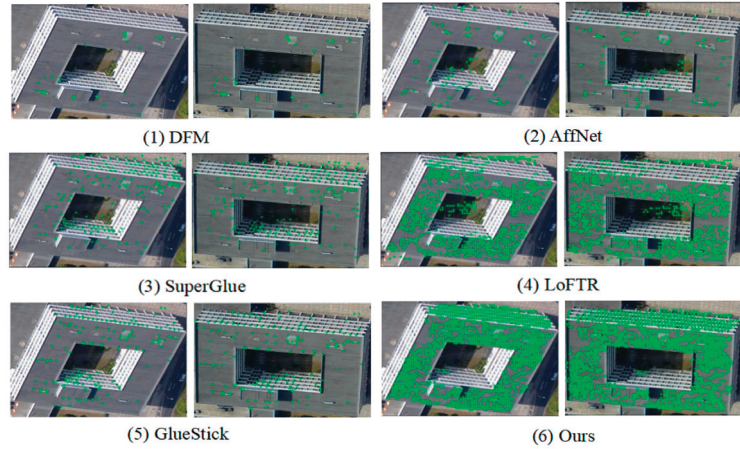 (1) DFM
(2) AffNet
(3) SuperGlue
(4) LoFTR
(5) GlueStick
(6) Ours